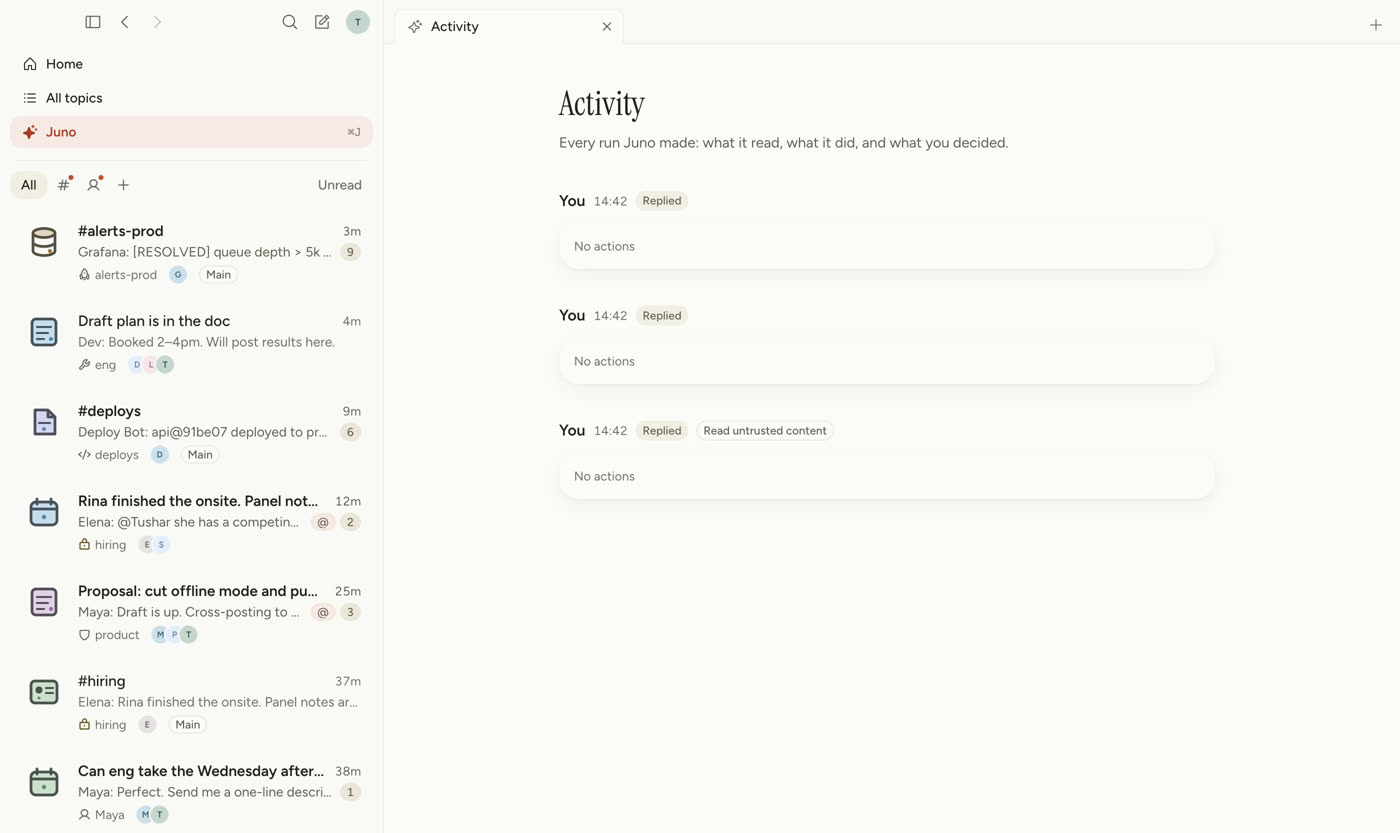 T
Home
All topics
Juno ⌘J
All # Unread
#alerts-prod 3m
Grafana: [RESOLVED] queue depth > 5k ... 9
alerts-prod G Main
Draft plan is in the doc 4m
Dev: Booked 2–4pm. Will post results here.
eng D L T
#deploys 9m
Deploy Bot: api@91be07 deployed to pr... 6
deploys D Main
Rina finished the onsite. Panel not... 12m
Elena: @Tushar she has a competin... @ 2
hiring E S
Proposal: cut offline mode and pu... 25m
Maya: Draft is up. Cross-posting to ... @ 3
product M P T
#hiring 37m
Elena: Rina finished the onsite. Panel notes ar...
hiring E Main
Can eng take the Wednesday after... 38m
Maya: Perfect. Send me a one-line descri... 1
Maya M T
Activity
Activity
Every run Juno made: what it read, what it did, and what you decided.
You 14:42 Replied
No actions
You 14:42 Replied
No actions
You 14:42 Replied Read untrusted content
No actions